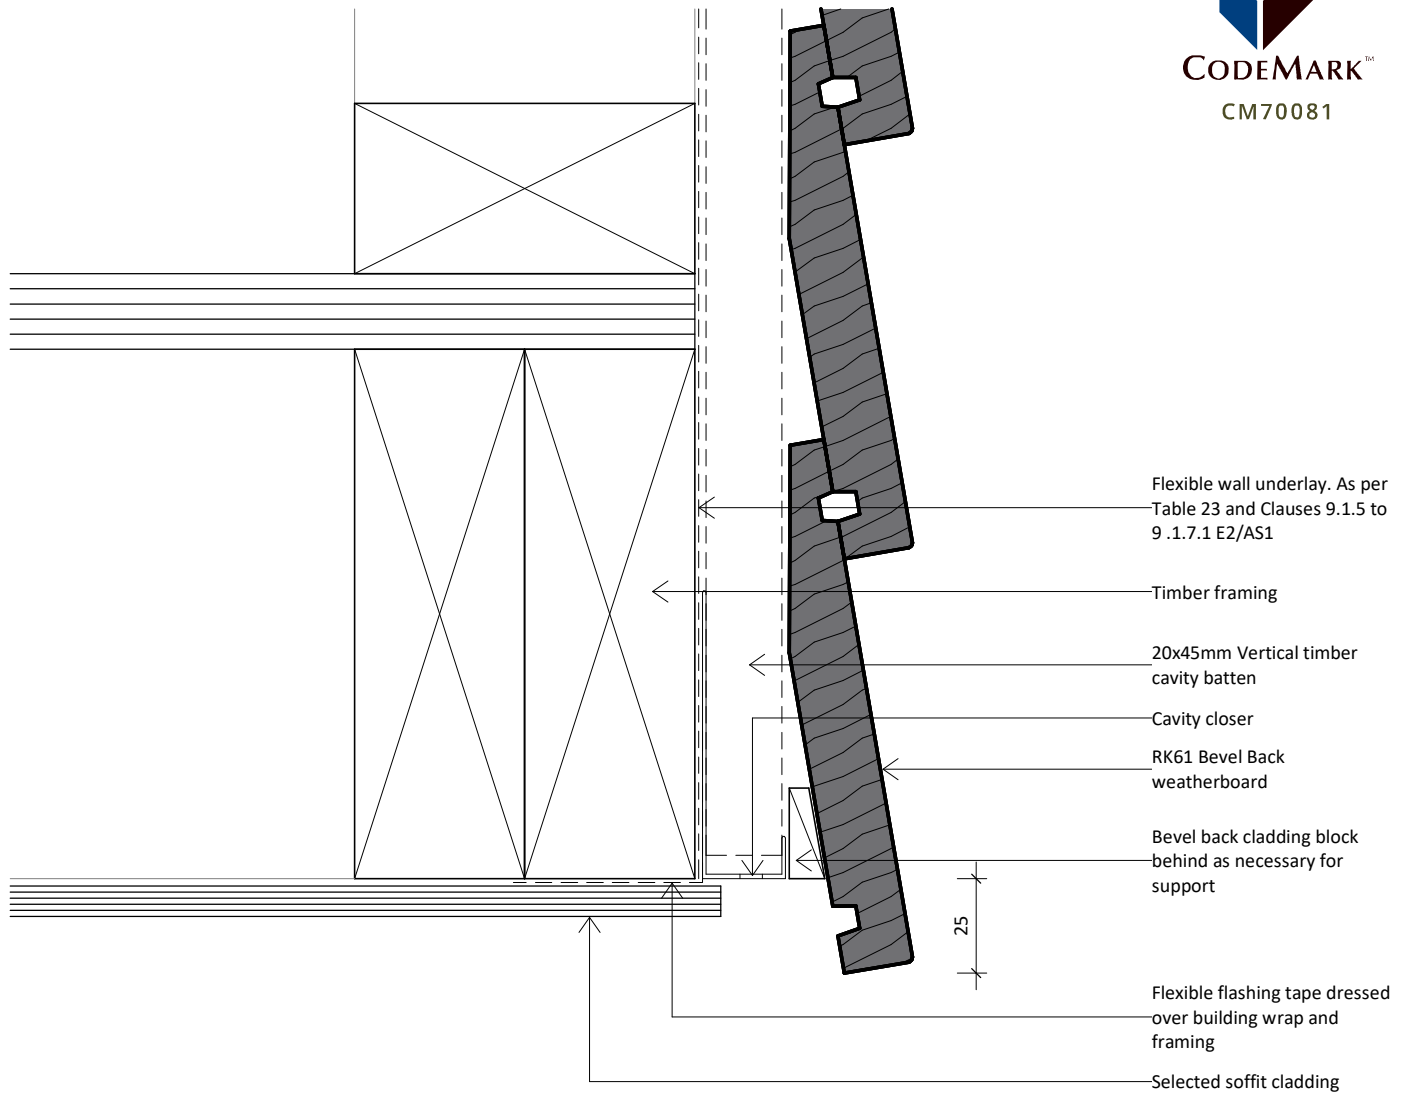 CODEMARK™
CM70081
Flexible wall underlay. As per
Table 23 and Clauses 9.1.5 to
9 .1.7.1 E2/AS1
Timber framing
20x45mm Vertical timber
cavity batten
Cavity closer
RK61 Bevel Back
weatherboard
Bevel back cladding block
behind as necessary for
support
25
Flexible flashing tape dressed
over building wrap and
framing
Selected soffit cladding